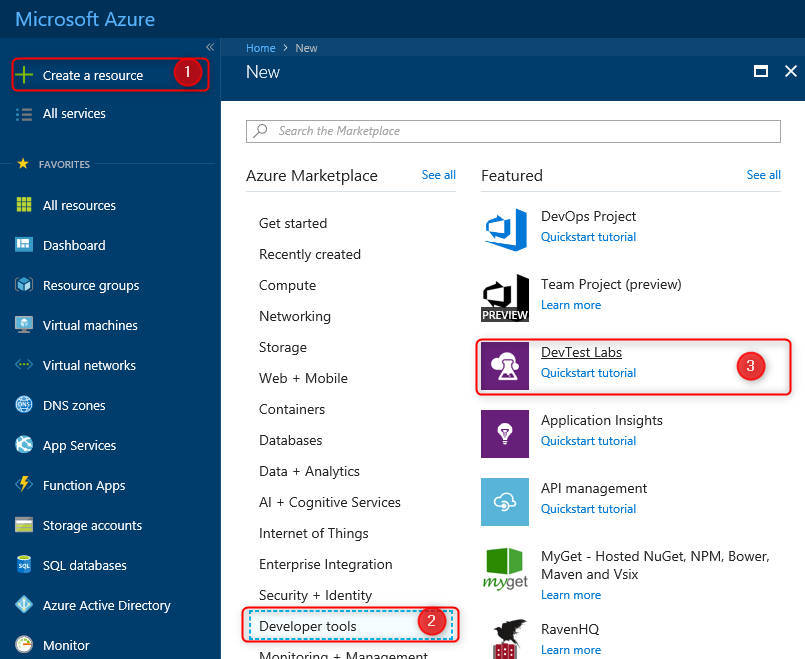 Microsoft Azure
«
Create a resource
1
All services
FAVORITES
All resources
Dashboard
Resource groups
Virtual machines
Virtual networks
DNS
DNS zones
App Services
Function Apps
Storage accounts
SQL
SQL databases
Azure Active Directory
Monitor
Home > New
New
Search the Marketplace
Azure Marketplace
See all
Get started
Recently created
Compute
Networking
Storage
Web + Mobile
Containers
Databases
Data + Analytics
AI + Cognitive Services
Internet of Things
Enterprise Integration
Security + Identity
Developer tools
2
Monitoring + Management
Featured
See all
DevOps Project
Quickstart tutorial
PREVIEW
Team Project (preview)
Learn more
DevTest Labs
Quickstart tutorial
3
Application Insights
Quickstart tutorial
API management
Quickstart tutorial
myget
MyGet - Hosted NuGet, NPM, Bower,
Maven and Vsix
Learn more
RavenHQ
Learn more